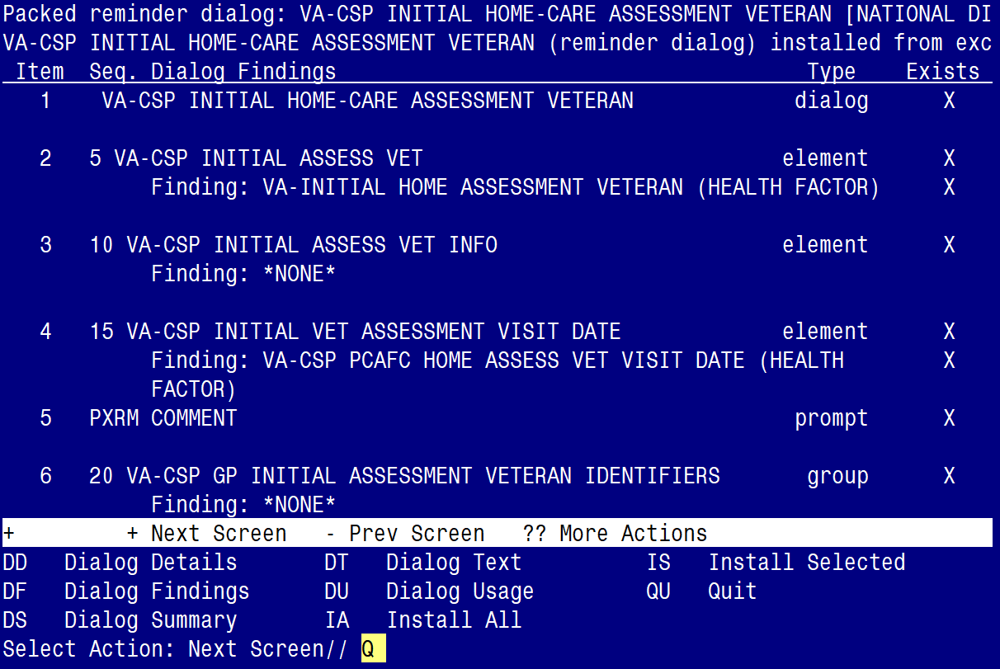 Packed reminder dialog: VA-CSP INITIAL HOME-CARE ASSESSMENT VETERAN [NATIONAL DI
VA-CSP INITIAL HOME-CARE ASSESSMENT VETERAN (reminder dialog) installed from exc
Item  Seq. Dialog Findings  Type  Exists
1  VA-CSP INITIAL HOME-CARE ASSESSMENT VETERAN  dialog  X
2  5 VA-CSP INITIAL ASSESS VET  element  X
Finding: VA-INITIAL HOME ASSESSMENT VETERAN (HEALTH FACTOR)  X
3  10 VA-CSP INITIAL ASSESS VET INFO  element  X
Finding: *NONE*
4  15 VA-CSP INITIAL VET ASSESSMENT VISIT DATE  element  X
Finding: VA-CSP PCAFC HOME ASSESS VET VISIT DATE (HEALTH  X
FACTOR)
5  PXRM COMMENT  prompt  X
6  20 VA-CSP GP INITIAL ASSESSMENT VETERAN IDENTIFIERS  group  X
Finding: *NONE*
+  + Next Screen  - Prev Screen  ?? More Actions
DD  Dialog Details  DT  Dialog Text  IS  Install Selected
DF  Dialog Findings  DU  Dialog Usage  QU  Quit
DS  Dialog Summary  IA  Install All
Select Action: Next Screen// Q